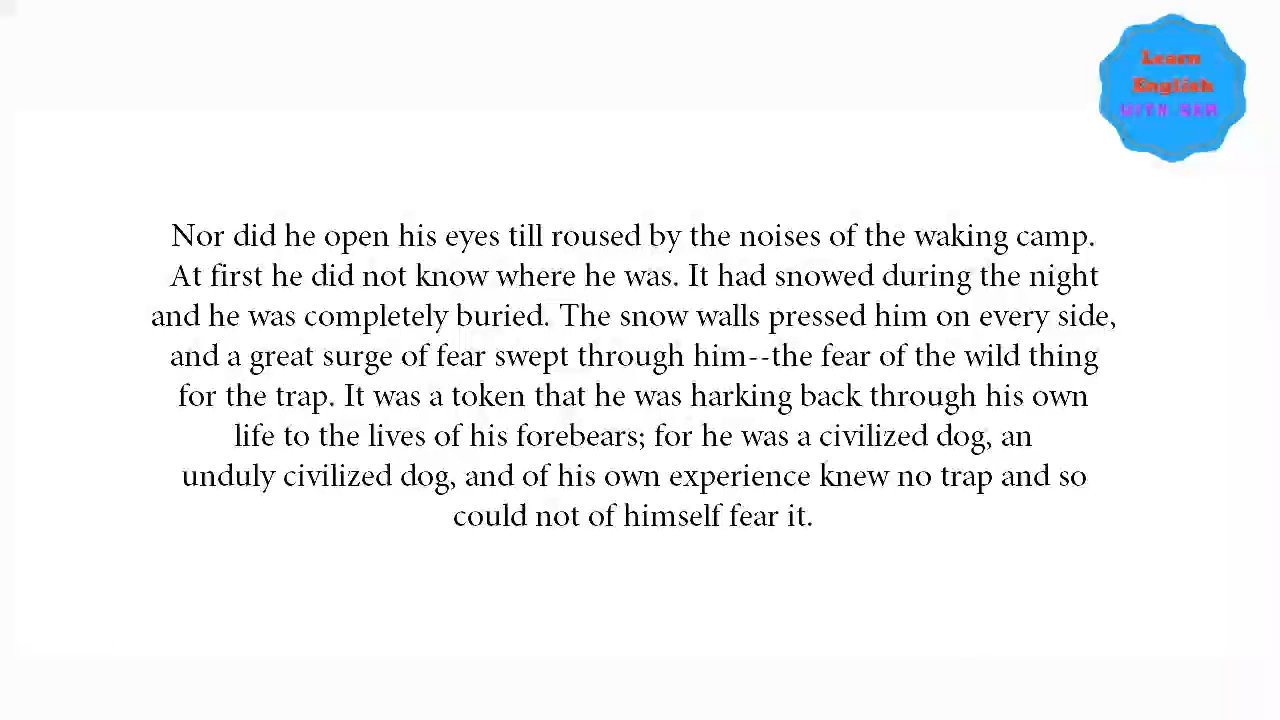 Learn
English
WITH SER
Nor did he open his eyes till roused by the noises of the waking camp.
At first he did not know where he was. It had snowed during the night
and he was completely buried. The snow walls pressed him on every side,
and a great surge of fear swept through him--the fear of the wild thing
for the trap. It was a token that he was harking back through his own
life to the lives of his forebears; for he was a civilized dog, an
unduly civilized dog, and of his own experience knew no trap and so
could not of himself fear it.